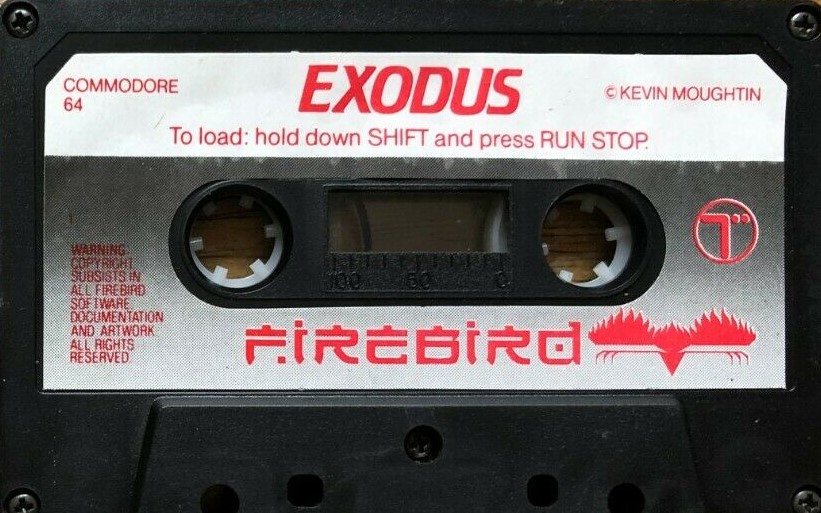 COMMODORE
64
EXODUS
© KEVIN MOUGHTIN
To load: hold down SHIFT and press RUN STOP.
WARNING.
COPYRIGHT
SUBSISTS IN
ALL FIREBIRD
SOFTWARE
DOCUMENTATION
AND ARTWORK
ALL RIGHTS
RESERVED
100 50 0
T
FIREBIRD